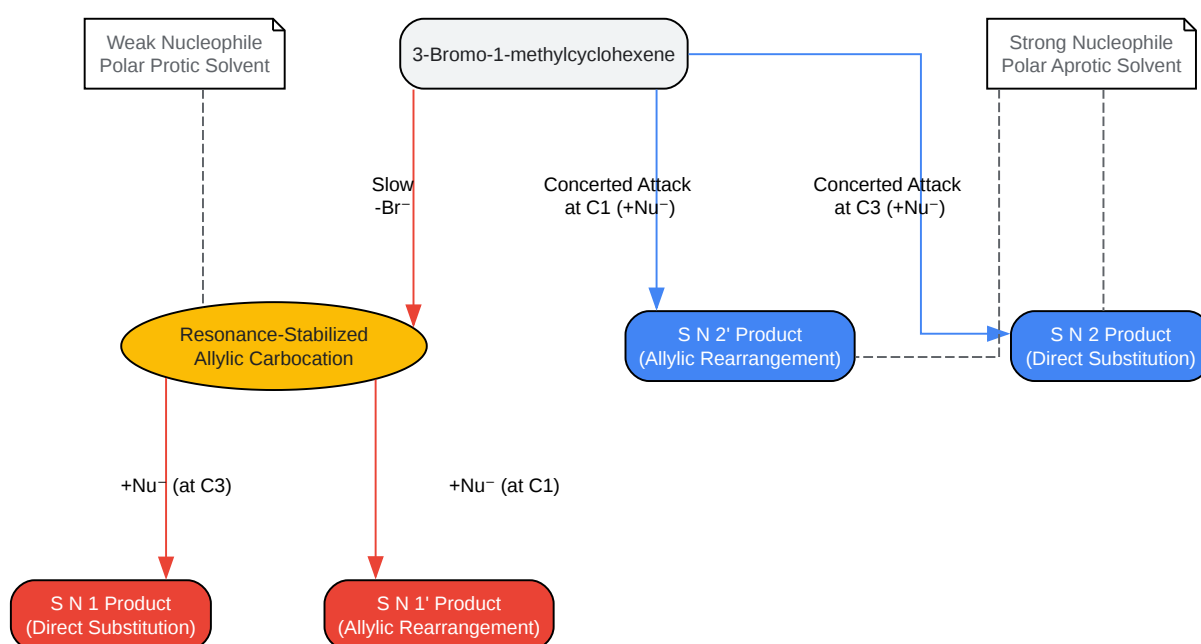 Weak Nucleophile
Polar Protic Solvent
3-Bromo-1-methylcyclohexene
Strong Nucleophile
Polar Aprotic Solvent
Slow
-Br⁻
Concerted Attack
at C1 (+Nu⁻)
Concerted Attack
at C3 (+Nu⁻)
Resonance-Stabilized
Allylic Carbocation
S N 2' Product
(Allylic Rearrangement)
S N 2 Product
(Direct Substitution)
+Nu⁻ (at C3)
+Nu⁻ (at C1)
S N 1 Product
(Direct Substitution)
S N 1' Product
(Allylic Rearrangement)